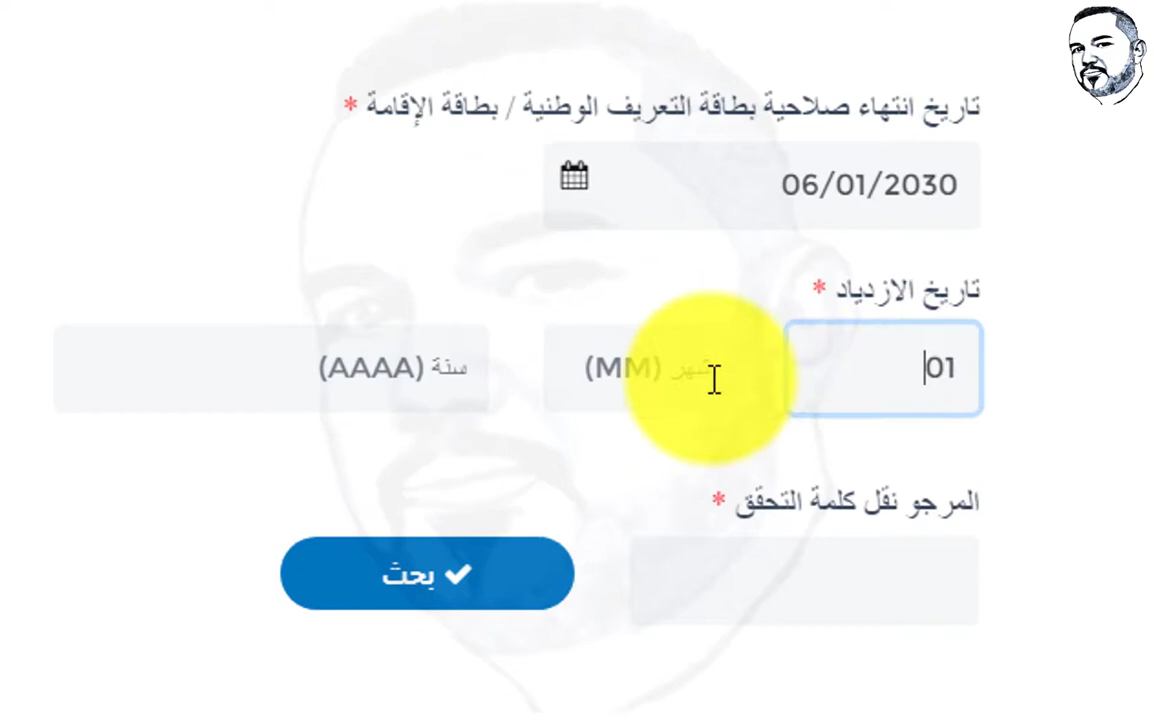 تاريخ انتهاء صلاحية بطاقة التعريف الوطنية / بطاقة الإقامة *
06/01/2030
تاريخ الازدياد *
01 شهر (MM) سنة (AAAA)
المرجو نقل كلمة التحقق *
بحث